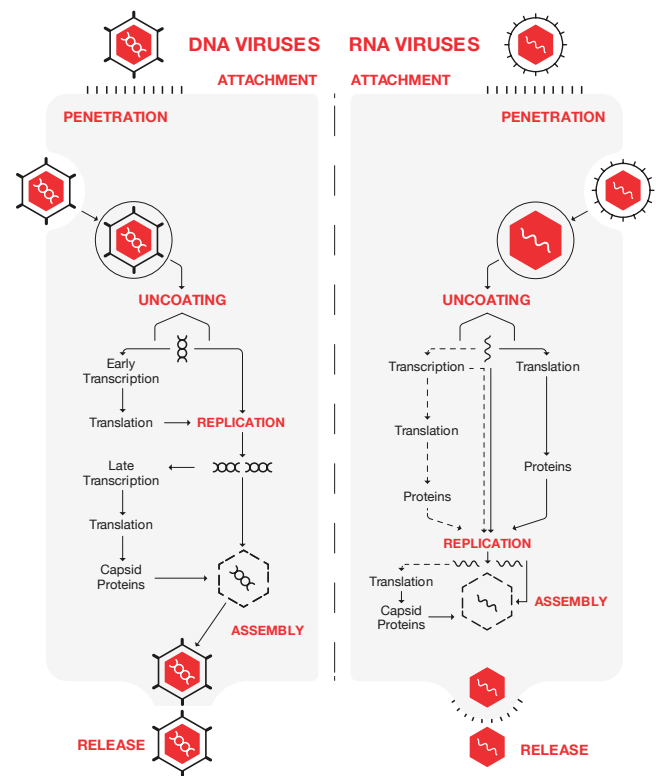 DNA VIRUSES
RNA VIRUSES
ATTACHMENT
ATTACHMENT
PENETRATION
PENETRATION
UNCOATING
Early
Transcription
Translation
REPLICATION
Late
Transcription
Translation
Capsid
Proteins
ASSEMBLY
RELEASE
UNCOATING
Transcription
Translation
Translation
Proteins
Proteins
REPLICATION
Translation
Capsid
Proteins
ASSEMBLY
RELEASE